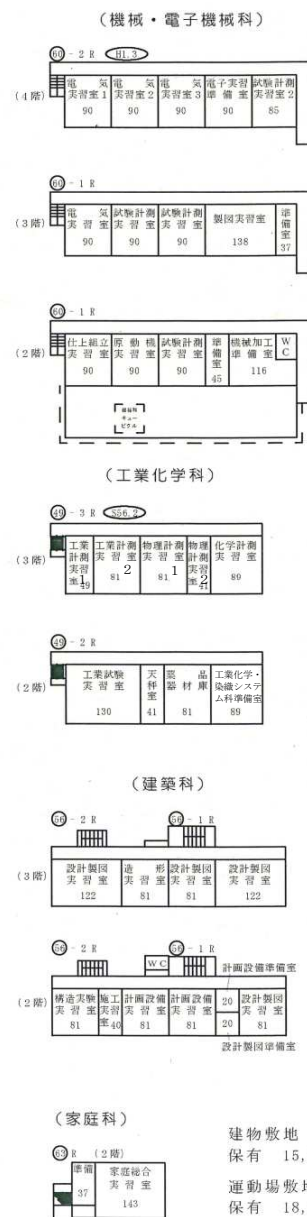 (機械・電子機械科)
60 - 2 R H1.3
(4階)
電気実習室1 電気実習室2 電気実習室3 電子実習準備室 試験計測実習室2
90 90 90 90 85
60 - 1 R
(3階)
電気実習室 試験計測実習室 試験計測実習室 製図実習室 準備室
90 90 90 138 37
60 - 1 R
(2階)
仕上組立実習室 原動機実習室 試験計測実習室 準備室 機械加工準備室 WC
90 90 90 45 116
キュービクル
(工業化学科)
49 - 3 R S56.2
(3階)
工業計測実習室1 工業計測実習室2 物理計測実習室1 物理計測実習室2 化学計測実習室
49 81 81 41 89
49 - 2 R
(2階)
工業試験実習室 天秤室 薬品器材庫 工業化学・染織システム科準備室
130 41 81 89
(建築科)
56 - 2 R 56 - 1 R
(3階)
設計製図実習室 造形実習室 設計製図実習室 設計製図実習室
122 81 81 122
56 - 2 R 56 - 1 R
WC 計画設備準備室
(2階)
構造実験実習室 施工実習室 計画設備実習室 計画設備実習室 20 設計製図実習室
81 40 81 81 20 81
設計製図準備室
(家庭科)
63 R (2階)
準備 家庭総合実習室
37 143
建物敷地
保有 15,
運動場敷地
保有 18,